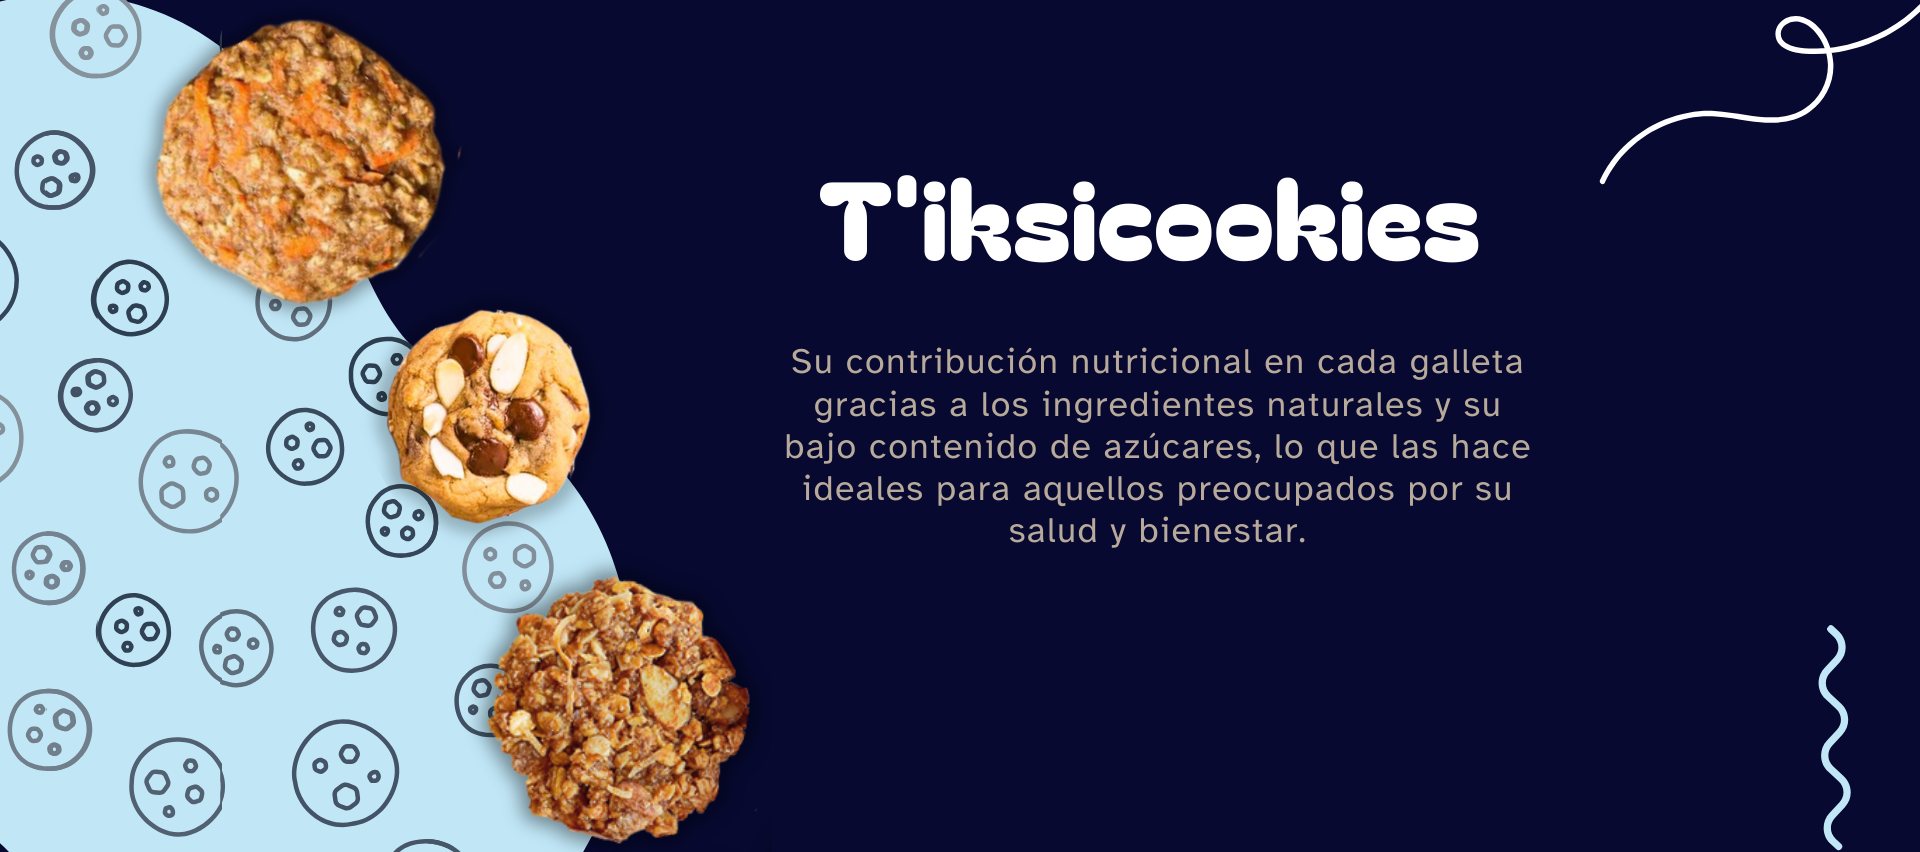 T'iksicookies
Su contribución nutricional en cada galleta
gracias a los ingredientes naturales y su
bajo contenido de azúcares, lo que las hace
ideales para aquellos preocupados por su
salud y bienestar.